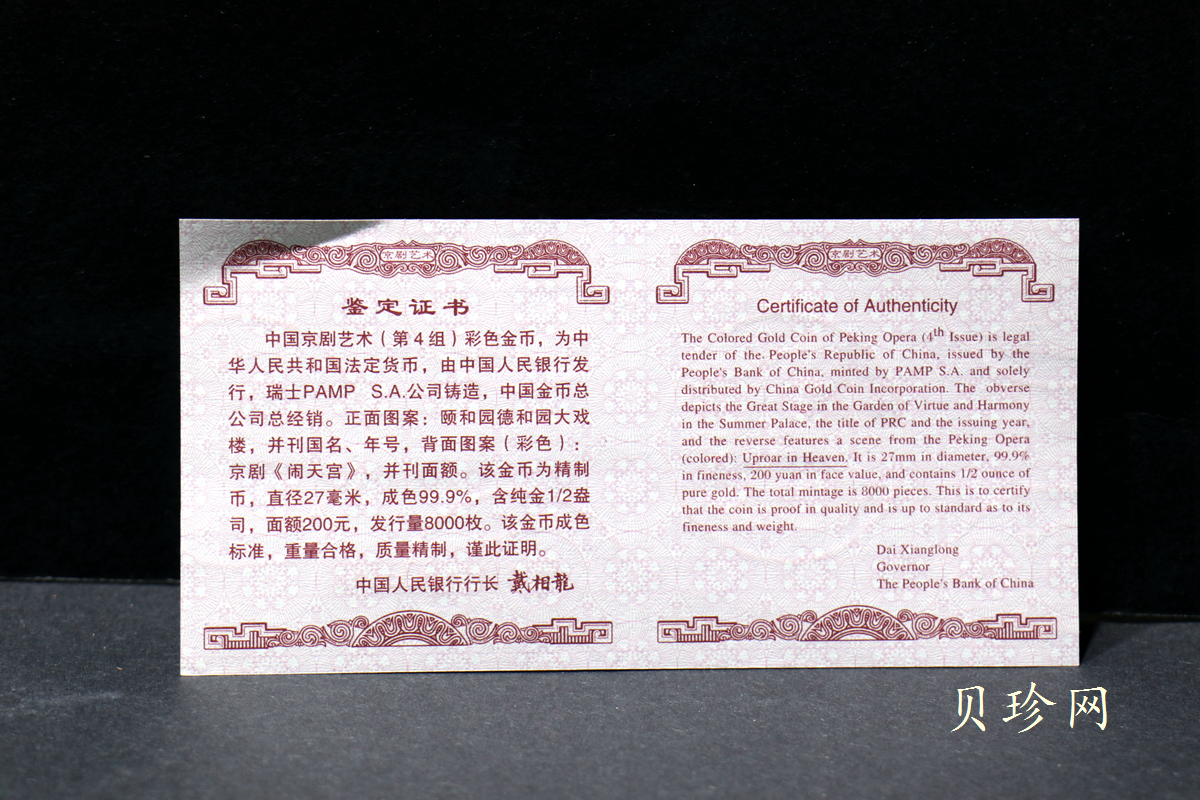 京剧艺术
鉴定证书
中国京剧艺术（第4组）彩色金币，为中
华人民共和国法定货币，由中国人民银行发
行，瑞士PAMP S.A.公司铸造，中国金币总
公司总经销。正面图案：颐和园德和园大戏
楼，并刊国名、年号，背面图案（彩色）：
京剧《闹天宫》，并刊面额。该金币为精制
币，直径27毫米，成色99.9%，含纯金1/2盎
司，面额200元，发行量8000枚。该金币成色
标准，重量合格，质量精制，谨此证明。
中国人民银行行长 戴相龍
京剧艺术
Certificate of Authenticity
The Colored Gold Coin of Peking Opera (4th Issue) is legal
tender of the People's Republic of China, issued by the
People's Bank of China, minted by PAMP S.A. and solely
distributed by China Gold Coin Incorporation. The obverse
depicts the Great Stage in the Garden of Virtue and Harmony
in the Summer Palace, the title of PRC and the issuing year,
and the reverse features a scene from the Peking Opera
(colored): Uproar in Heaven. It is 27mm in diameter, 99.9%
in fineness, 200 yuan in face value, and contains 1/2 ounce of
pure gold. The total mintage is 8000 pieces. This is to certify
that the coin is proof in quality and is up to standard as to its
fineness and weight.
Dai Xianglong
Governor
The People's Bank of China
贝珍网